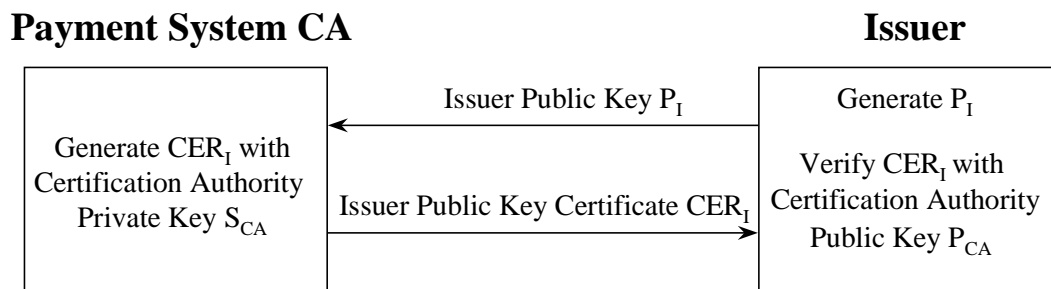 Payment System CA
Issuer
Issuer Public Key P_I
Generate P_I
Generate CER_I with
Certification Authority
Private Key S_CA
Verify CER_I with
Certification Authority
Public Key P_CA
Issuer Public Key Certificate CER_I